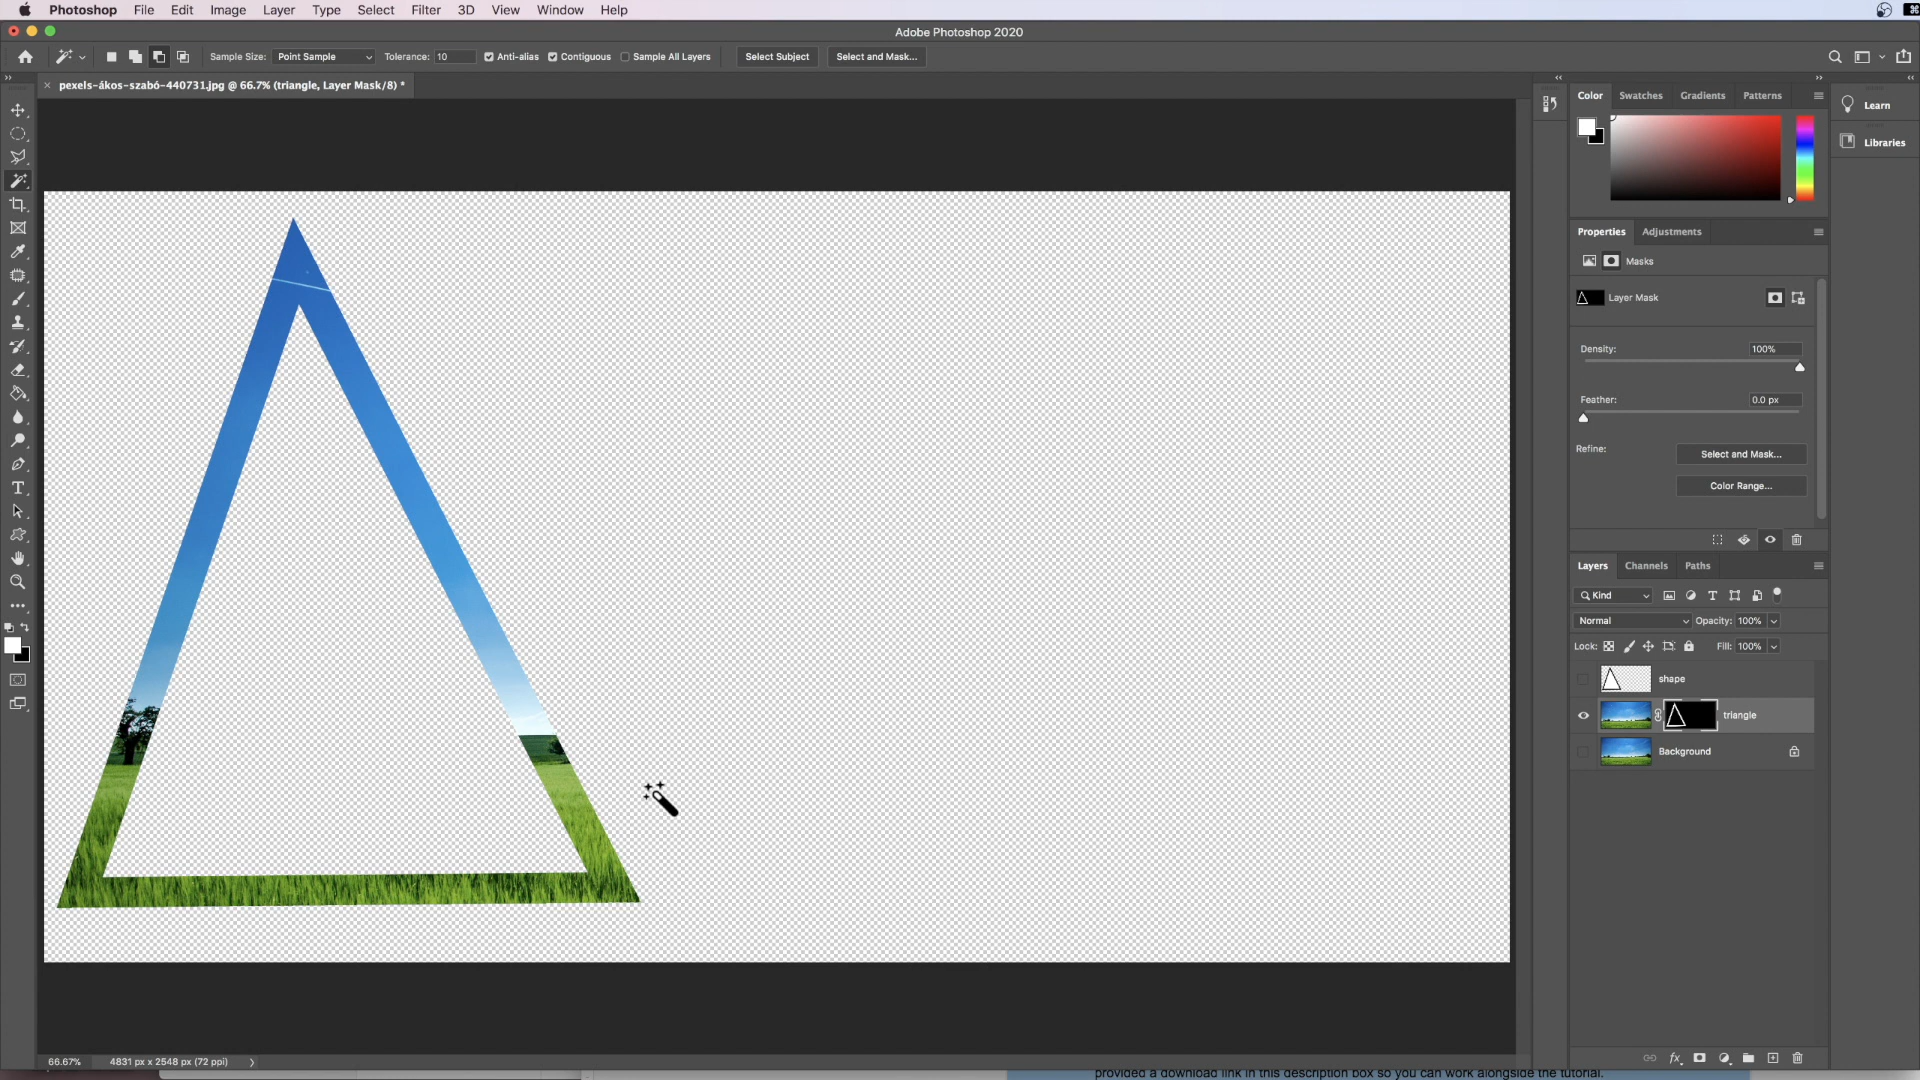 Photoshop File Edit Image Layer Type Select Filter 3D View Window Help
Adobe Photoshop 2020
Sample Size: Point Sample Tolerance: 10 Anti-alias Contiguous Sample All Layers Select Subject Select and Mask...
pexels-ákos-szabó-440731.jpg @ 66.7% (triangle, Layer Mask/8) *
Color Swatches Gradients Patterns
Learn
Libraries
Properties Adjustments
Masks
Layer Mask
Density: 100%
Feather: 0.0 px
Refine: Select and Mask...
Color Range...
Layers Channels Paths
Kind
Normal Opacity: 100%
Lock: Fill: 100%
shape
triangle
Background
66.67% 4831 px x 2548 px (72 ppi)
provided a download link in this description box so you can work alongside the tutorial.